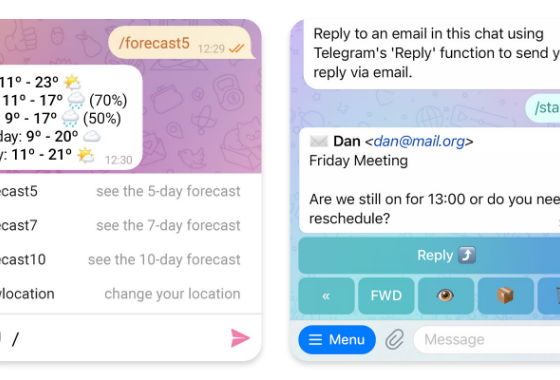 /forecast5 12:29
11º - 23º
11º - 17º (70%)
9º - 17º (50%)
day: 9º - 20º
y: 11º - 21º 12:30
ecast5 see the 5-day forecast
ecast7 see the 7-day forecast
ecast10 see the 10-day forecast
location change your location
/
Reply to an email in this chat using
Telegram's 'Reply' function to send y
reply via email.
/sta
Dan <dan@mail.org>
Friday Meeting
Are we still on for 13:00 or do you nee
reschedule?
Reply
« FWD
Menu Message